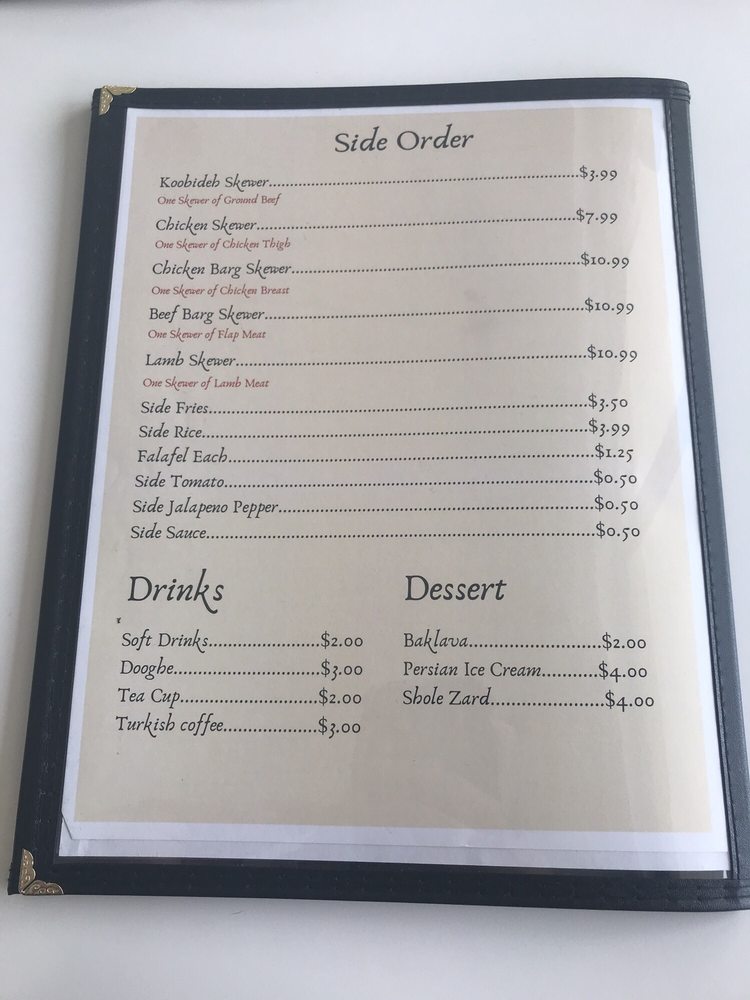 Side Order
Koobideh Skewer........$3.99
One Skewer of Ground Beef
Chicken Skewer........$7.99
One Skewer of Chicken Thigh
Chicken Barg Skewer........$10.99
One Skewer of Chicken Breast
Beef Barg Skewer........$10.99
One Skewer of Flap Meat
Lamb Skewer........$10.99
One Skewer of Lamb Meat
Side Fries........$3.50
Side Rice........$3.99
Falafel Each........$1.25
Side Tomato........$0.50
Side Jalapeno Pepper........$0.50
Side Sauce........$0.50
Drinks
Soft Drinks........$2.00
Dooghe........$3.00
Tea Cup........$2.00
Turkish coffee........$3.00
Dessert
Baklava........$2.00
Persian Ice Cream........$4.00
Shole Zard........$4.00